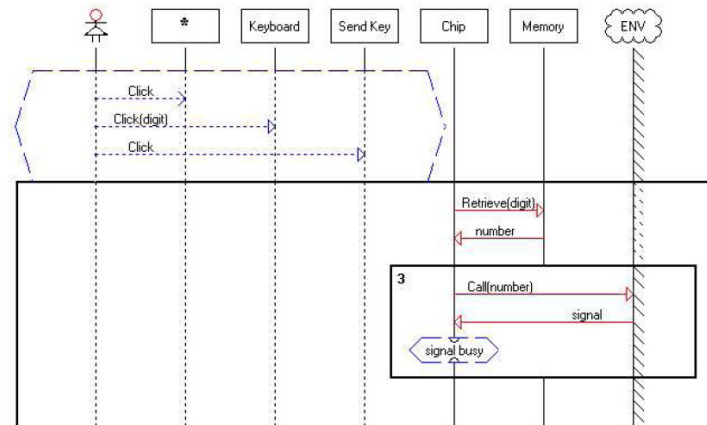 *
Keyboard
Send Key
Chip
Memory
ENV
Click
Click(digit)
Click
Retrieve(digit)
number
3
Call(number)
signal
signal busy